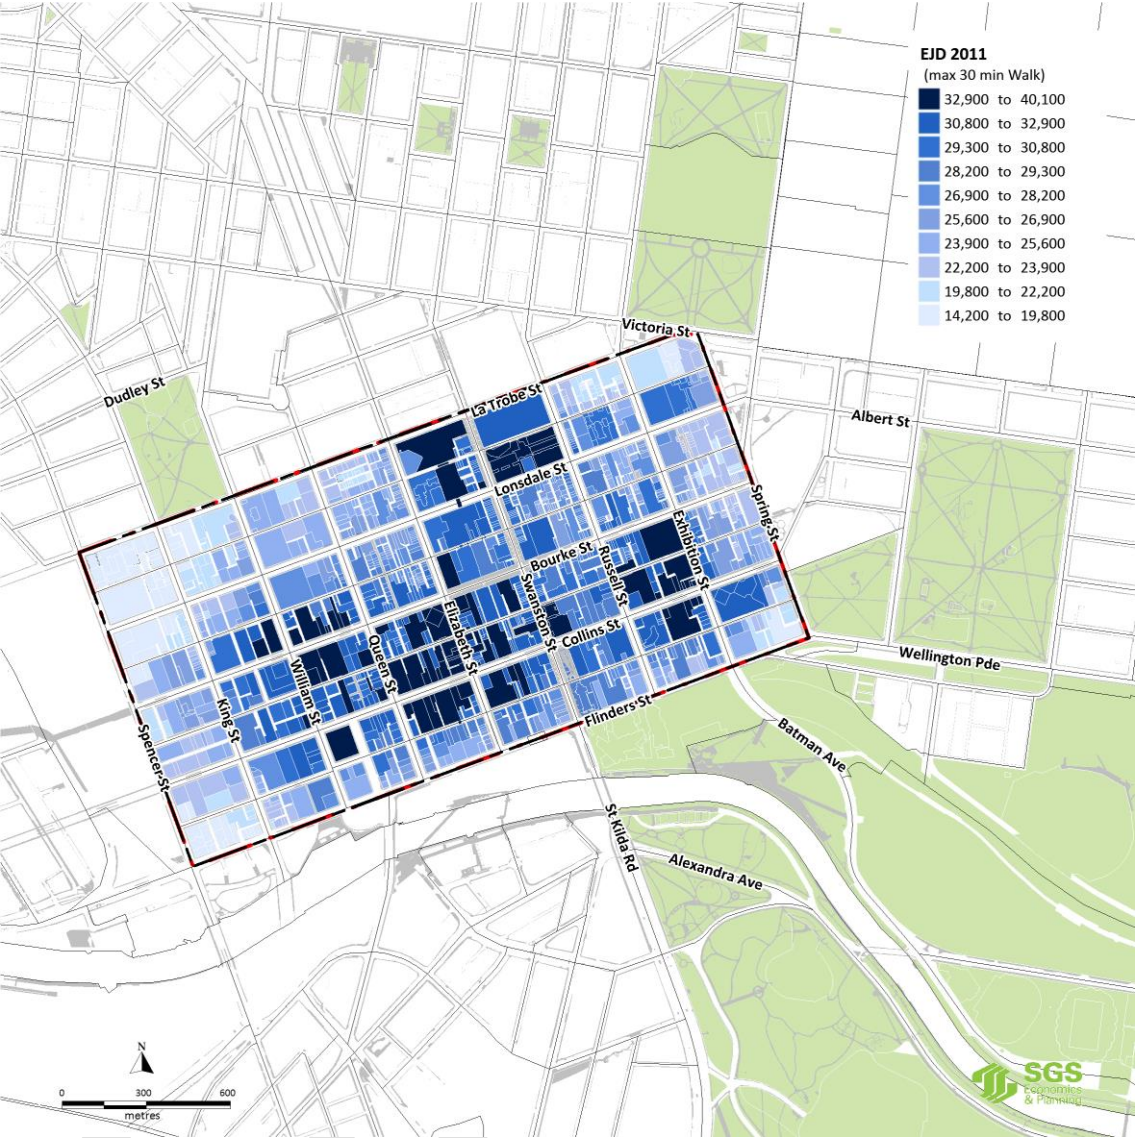 EJD 2011
(max 30 min Walk)
32,900 to 40,100
30,800 to 32,900
29,300 to 30,800
28,200 to 29,300
26,900 to 28,200
25,600 to 26,900
23,900 to 25,600
22,200 to 23,900
19,800 to 22,200
14,200 to 19,800
Victoria St
Dudley St
La Trobe St
Albert St
Lonsdale St
Spring St
Exhibition St
Bourke St
Russell St
Swanston St
Elizabeth St
Collins St
Queen St
William St
King St
Spencer St
Flinders St
Wellington Pde
Batman Ave
St Kilda Rd
Alexandra Ave
N
0 300 600
metres
SGS
Economics
& Planning